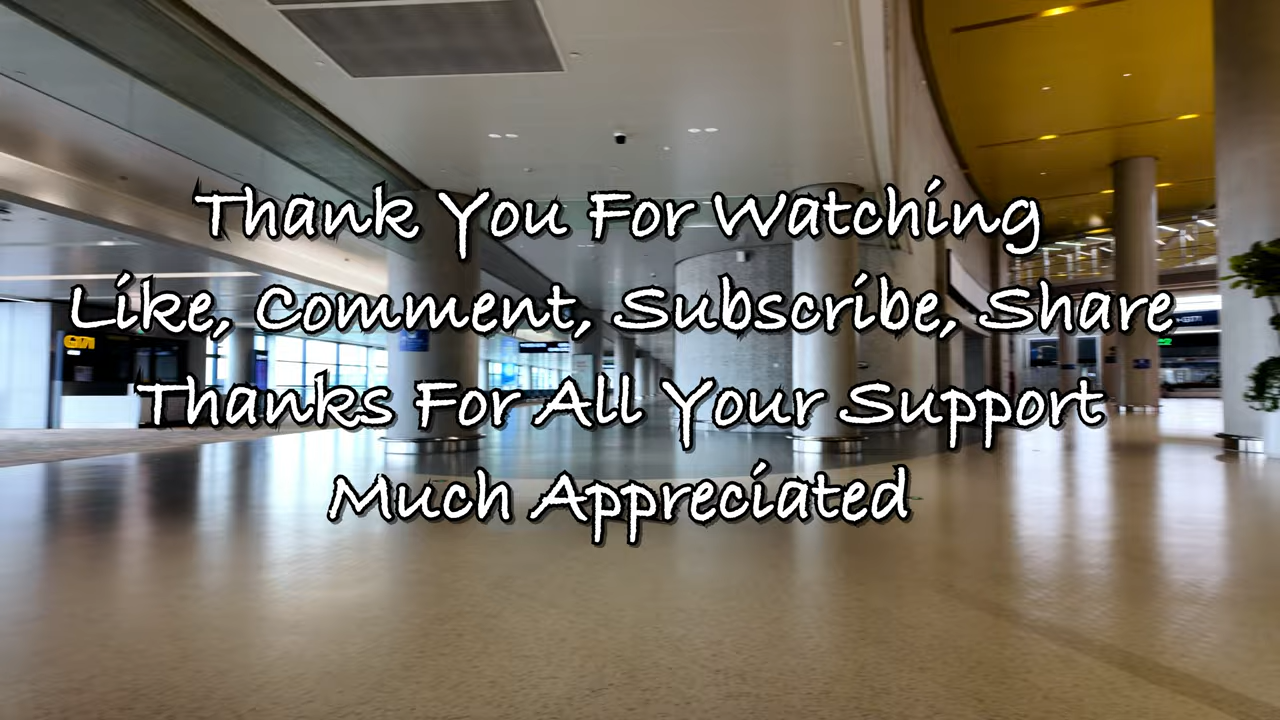 Thank You For Watching
Like, Comment, Subscribe, Share
Thanks For All Your Support
Much Appreciated